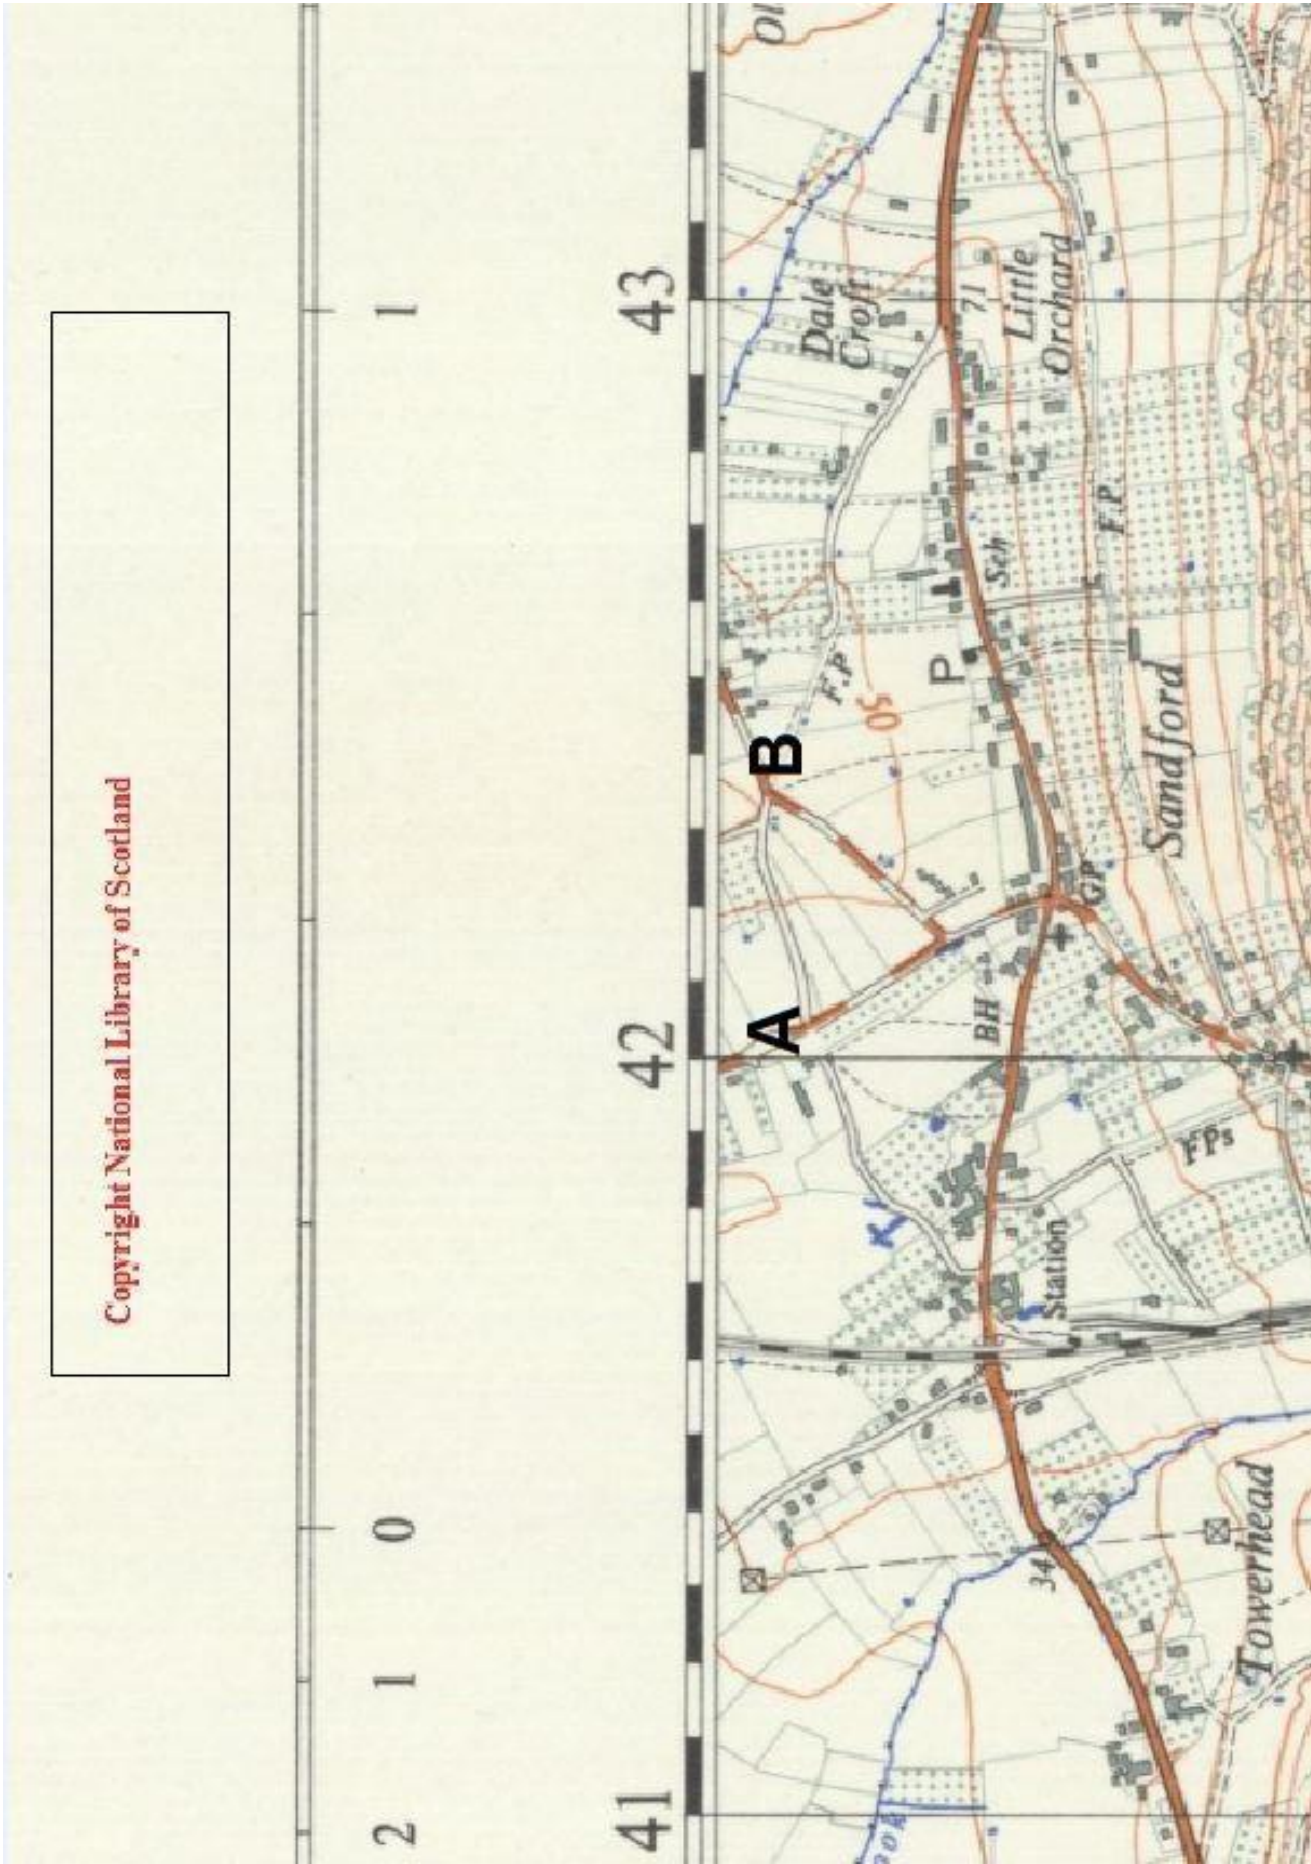 Copyright National Library of Scotland
2
1
0
1
41
42
43
A
B
Ol
Dale
Croft
71
Little
Orchard
F.P.
Sch
P
F.P
50
Sandford
GP
BH
FPs
Station
34
Towerhead